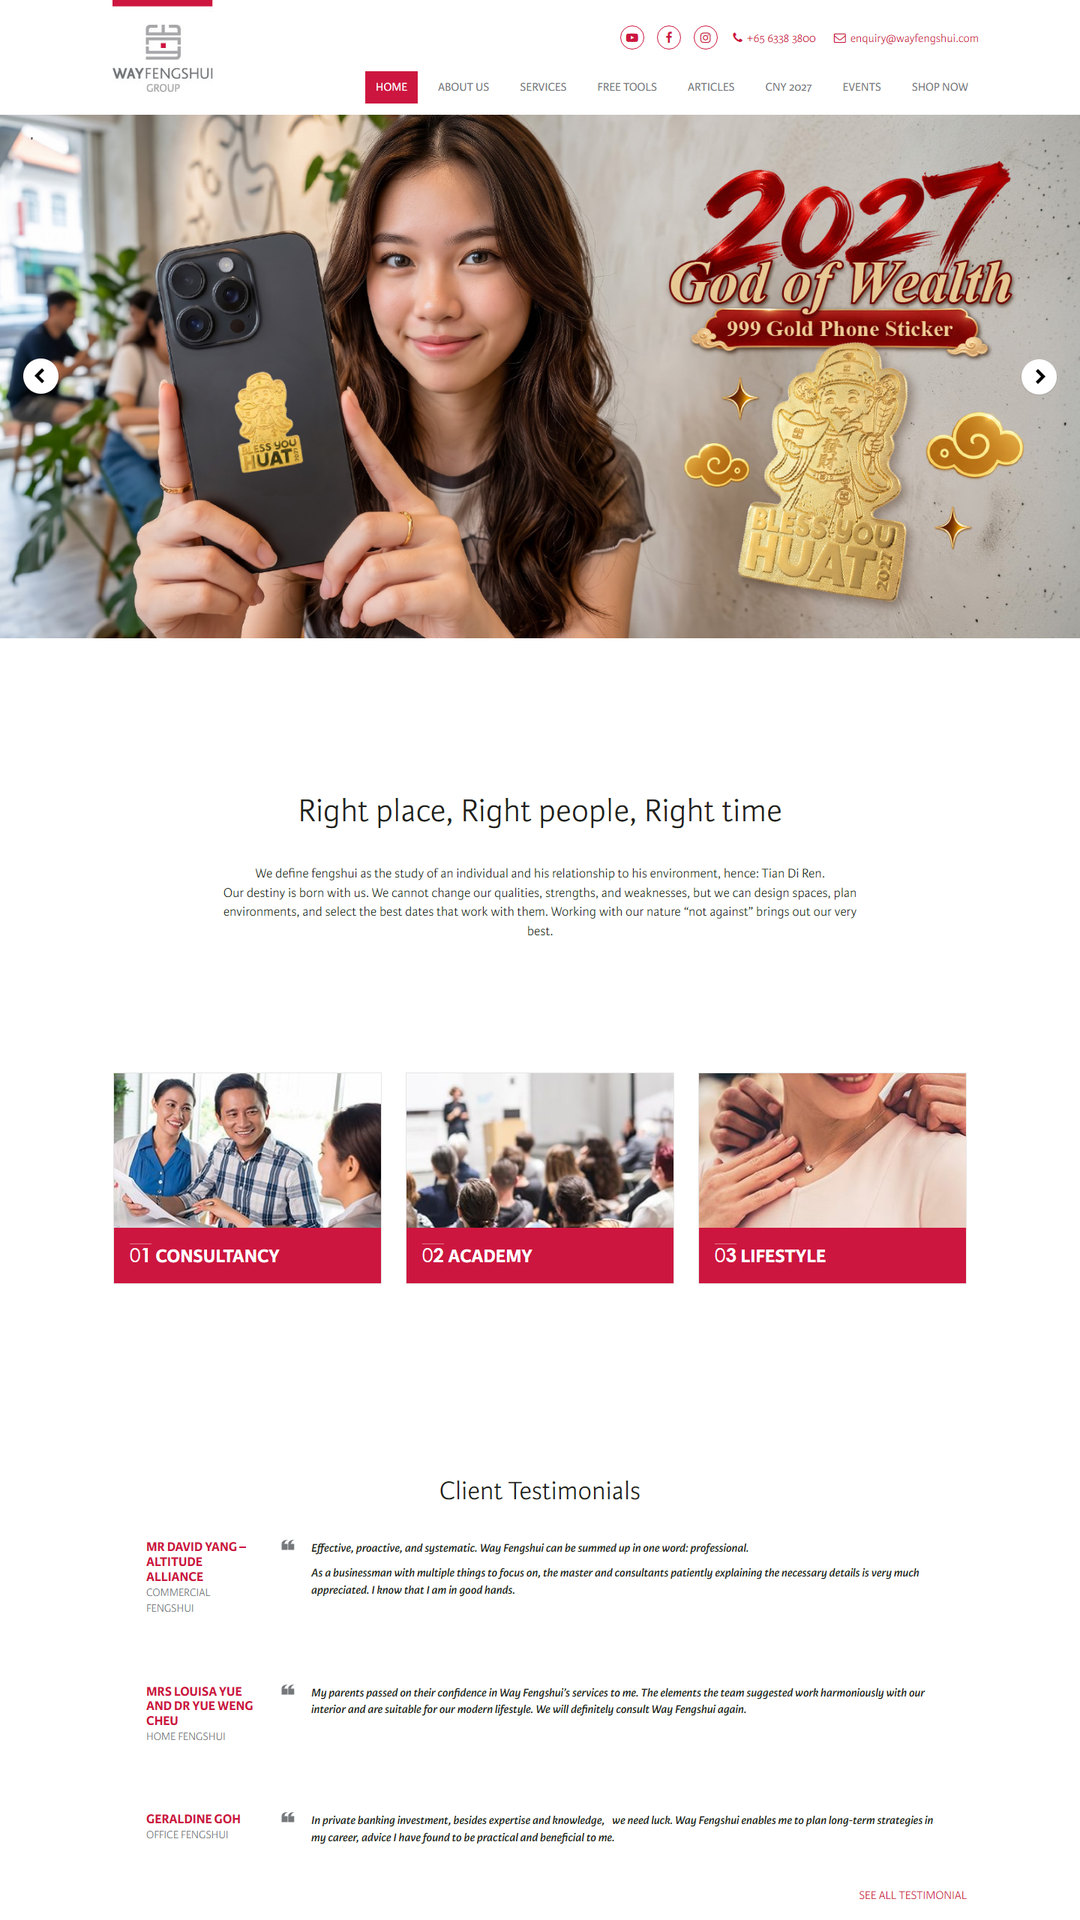 WAYFENGSHUI
GROUP
+65 6338 3800
enquiry@wayfengshui.com
HOME
ABOUT US
SERVICES
FREE TOOLS
ARTICLES
CNY 2027
EVENTS
SHOP NOW
2027
God of Wealth
999 Gold Phone Sticker
BLESS YOU
HUAT
2027
BLESS YOU
HUAT
2027
Right place, Right people, Right time
We define fengshui as the study of an individual and his relationship to his environment, hence: Tian Di Ren.
Our destiny is born with us. We cannot change our qualities, strengths, and weaknesses, but we can design spaces, plan
environments, and select the best dates that work with them. Working with our nature “not against” brings out our very
best.
01 CONSULTANCY
02 ACADEMY
03 LIFESTYLE
Client Testimonials
MR DAVID YANG –
ALTITUDE
ALLIANCE
COMMERCIAL
FENGSHUI
Effective, proactive, and systematic. Way Fengshui can be summed up in one word: professional.
As a businessman with multiple things to focus on, the master and consultants patiently explaining the necessary details is very much
appreciated. I know that I am in good hands.
MRS LOUISA YUE
AND DR YUE WENG
CHEU
HOME FENGSHUI
My parents passed on their confidence in Way Fengshui’s services to me. The elements the team suggested work harmoniously with our
interior and are suitable for our modern lifestyle. We will definitely consult Way Fengshui again.
GERALDINE GOH
OFFICE FENGSHUI
In private banking investment, besides expertise and knowledge, we need luck. Way Fengshui enables me to plan long-term strategies in
my career, advice I have found to be practical and beneficial to me.
SEE ALL TESTIMONIAL